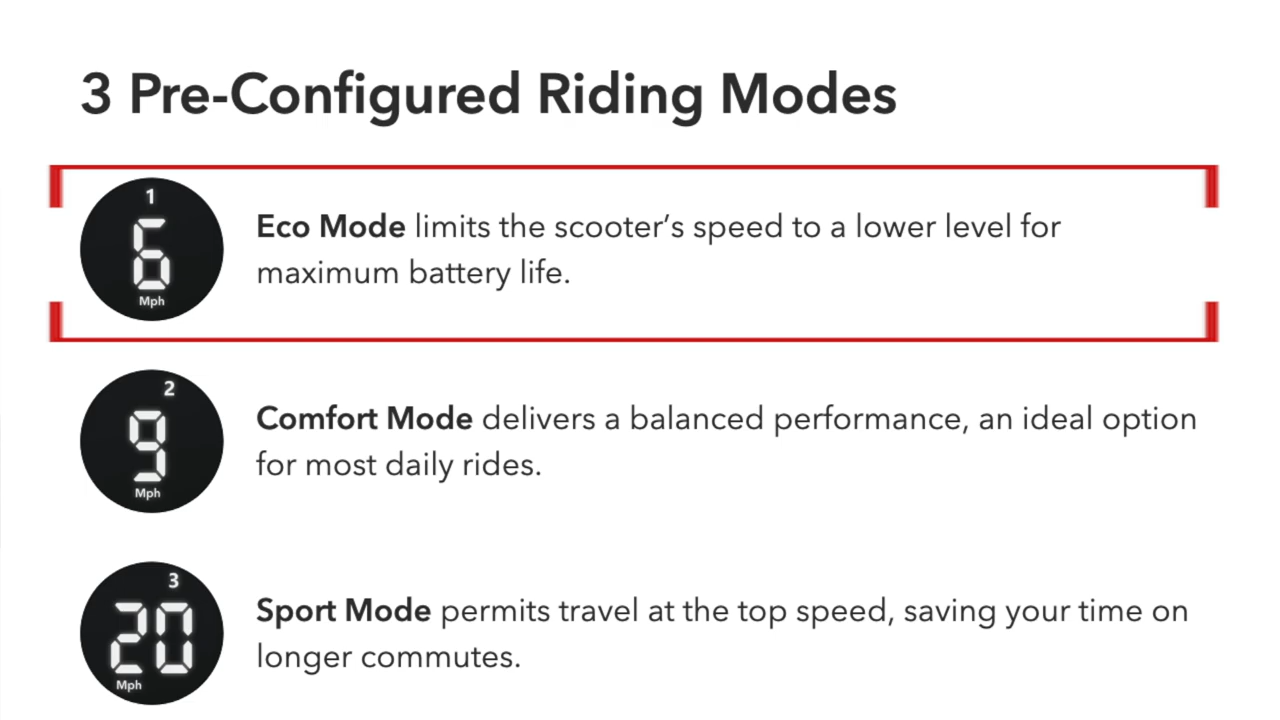 3 Pre-Configured Riding Modes
1
6
Mph
Eco Mode limits the scooter’s speed to a lower level for
maximum battery life.
2
9
Mph
Comfort Mode delivers a balanced performance, an ideal option
for most daily rides.
3
20
Mph
Sport Mode permits travel at the top speed, saving your time on
longer commutes.